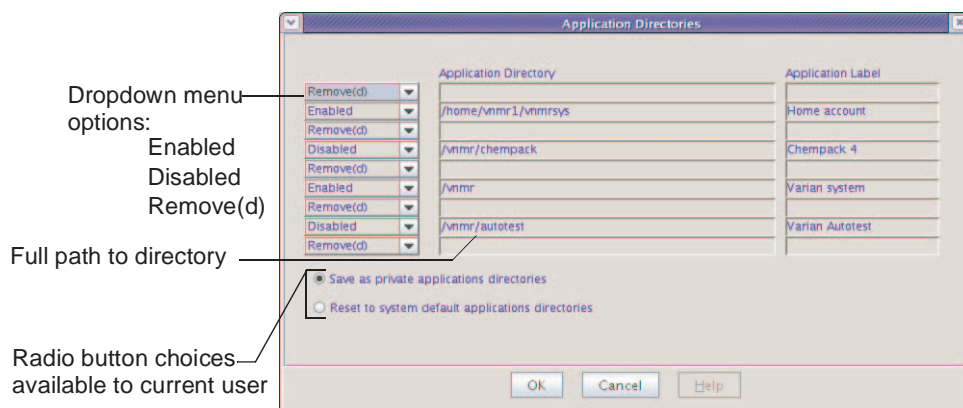 Application Directories
Application Directory Application Label
Remove(d)
Enabled /home/vnmr1/vnmrsys Home account
Remove(d)
Disabled /vnmr/chempack Chempack 4
Remove(d)
Enabled /vnmr Varian system
Remove(d)
Disabled /vnmr/autotest Varian Autotest
Remove(d)
Save as private applications directories
Reset to system default applications directories
OK Cancel Help
Dropdown menu
options:
Enabled
Disabled
Remove(d)
Full path to directory
Radio button choices
available to current user